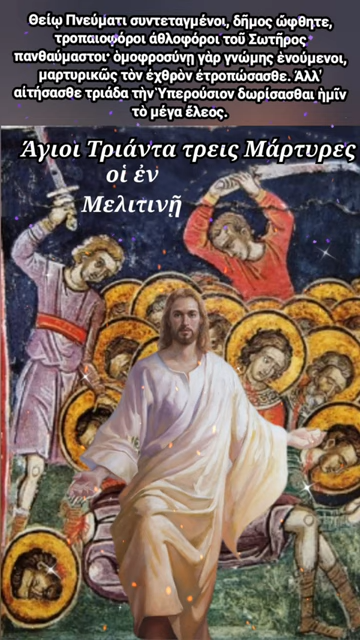 Θείῳ Πνεύματι συντεταγμένοι, δῆμος ὤφθητε,
τροπαιοφόροι ἀθλοφόροι τοῦ Σωτῆρος
πανθαύμαστοι· ὁμοφροσύνῃ γὰρ γνώμης ἑνούμενοι,
μαρτυρικῶς τὸν ἐχθρὸν ἐτροπώσασθε. Ἀλλ᾿
αἰτήσασθε τριάδα τὴν Ὑπερούσιον δωρίσασθαι ἡμῖν
τὸ μέγα ἔλεος.
Ἅγιοι Τριάντα τρεις Μάρτυρες
οἱ ἐν
Μελιτινῇ